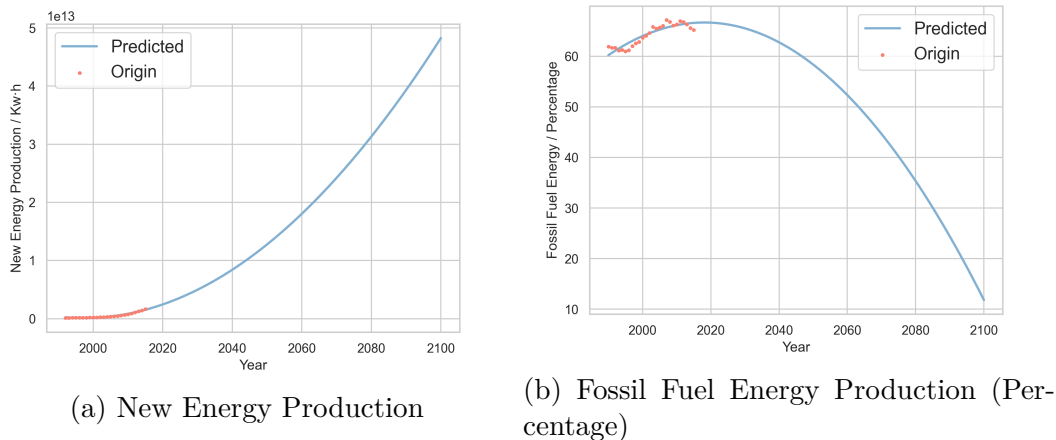 1e13
5
4
3
2
1
0
New Energy Production / Kw·h
Predicted
Origin
2000 2020 2040 2060 2080 2100
Year
(a) New Energy Production
60
50
40
30
20
10
Fossil Fuel Energy / Percentage
Predicted
Origin
2000 2020 2040 2060 2080 2100
Year
(b) Fossil Fuel Energy Production (Per-
centage)